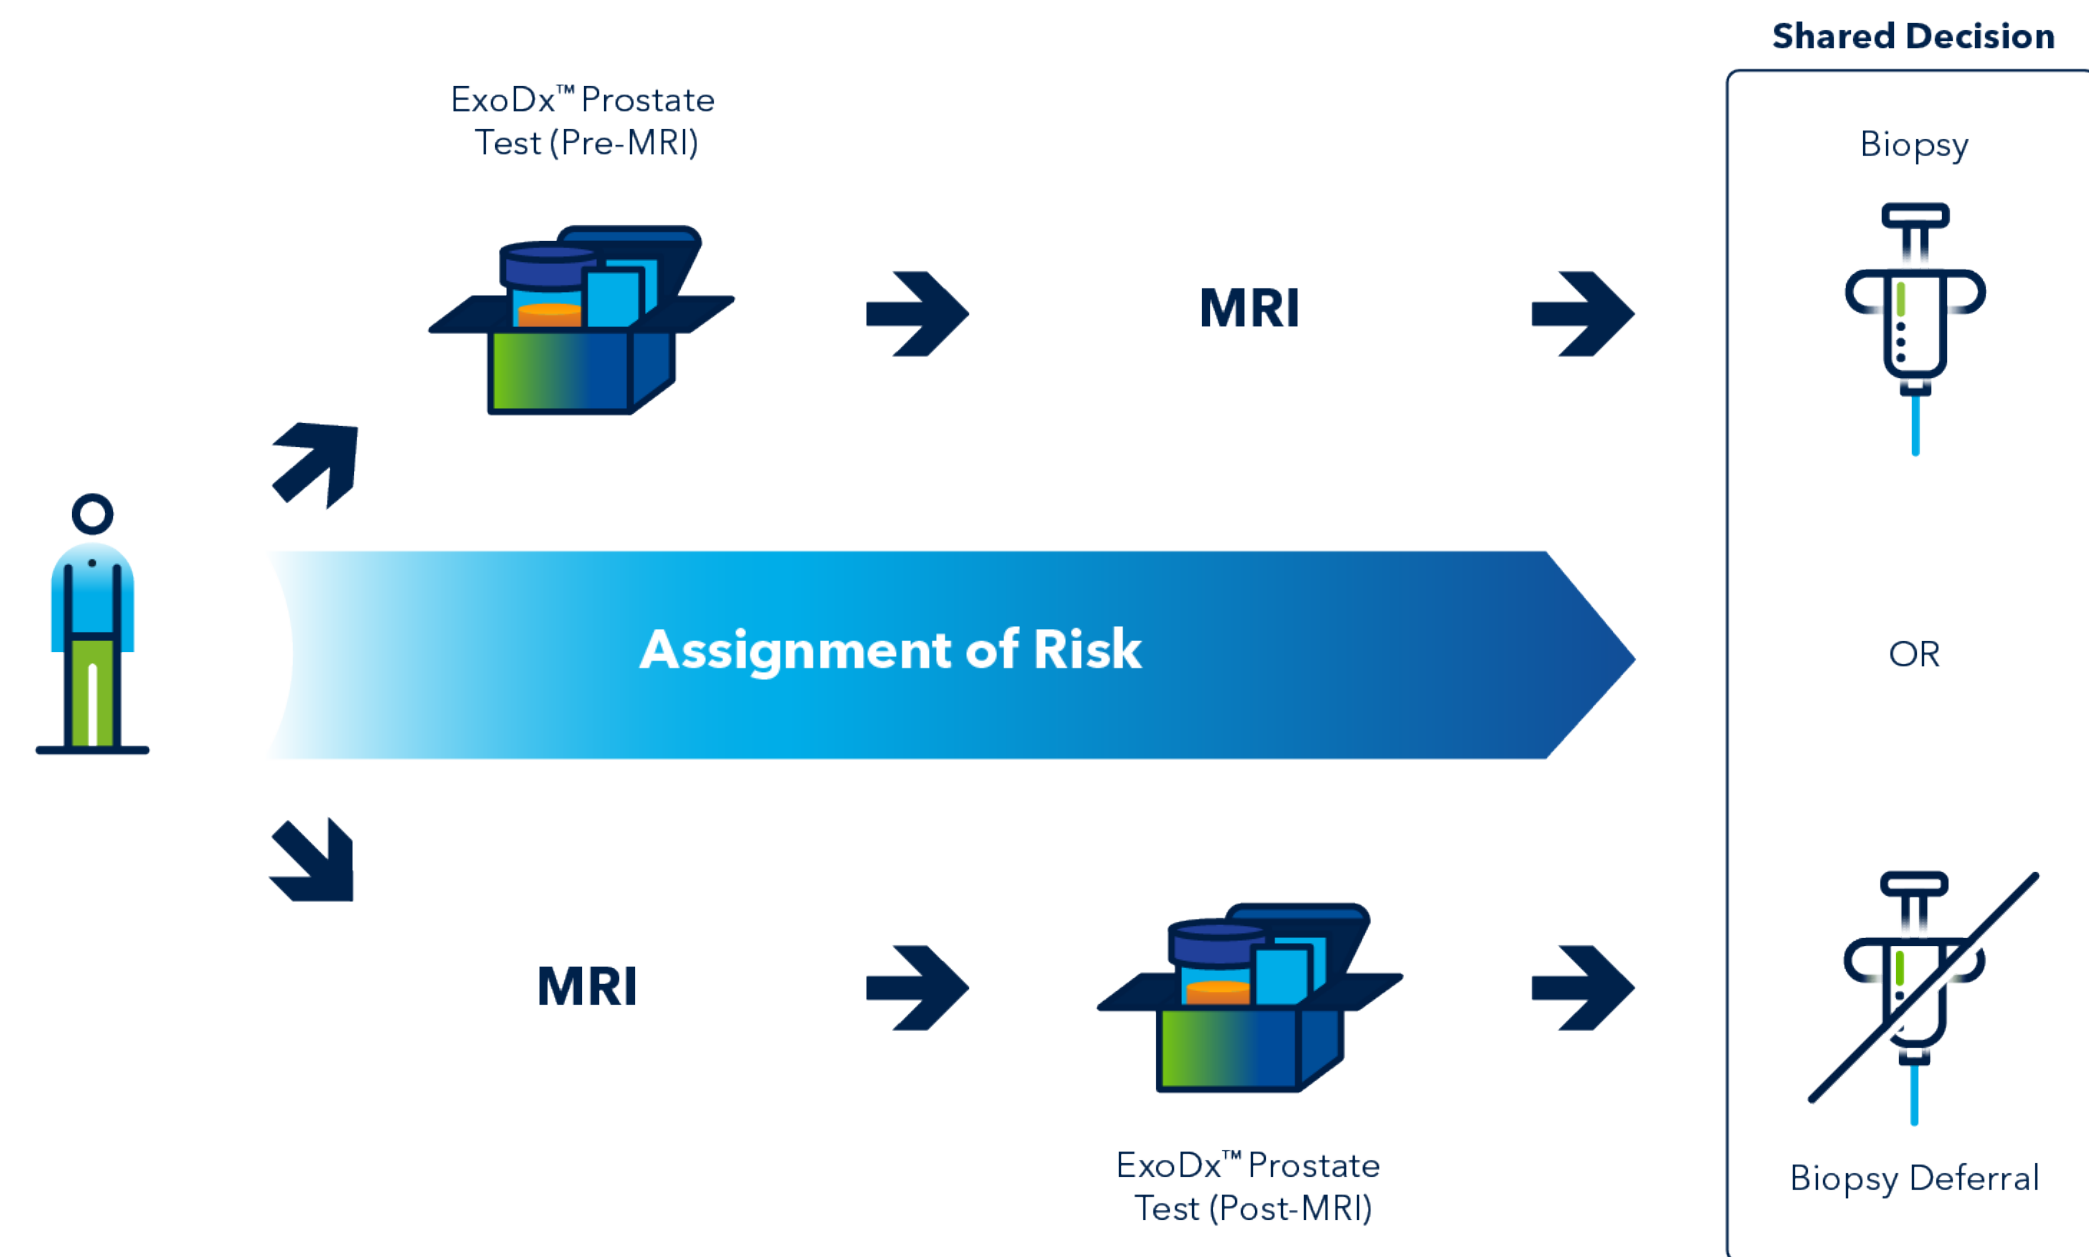 Shared Decision
ExoDx™ Prostate
Test (Pre-MRI)
Biopsy
MRI
Assignment of Risk
OR
MRI
ExoDx™ Prostate
Test (Post-MRI)
Biopsy Deferral